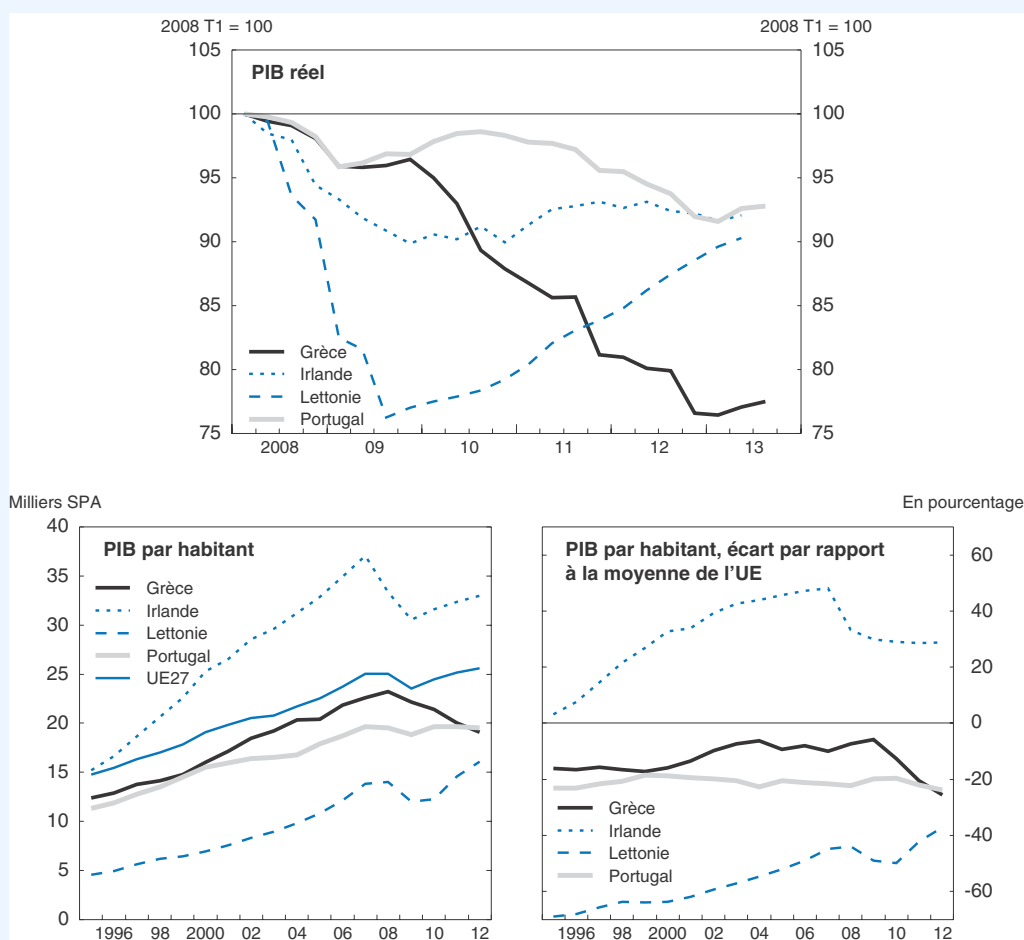 2008 T1 = 100 2008 T1 = 100
105 105
PIB réel
100 100
95 95
90 90
85 85
80 80
75 75
Grèce
Irlande
Lettonie
Portugal
2008 09 10 11 12 13
Milliers SPA
40
35
30
25
20
15
10
5
0
PIB par habitant
Grèce
Irlande
Lettonie
Portugal
UE27
1996 98 2000 02 04 06 08 10 12
En pourcentage
PIB par habitant, écart par rapport
à la moyenne de l'UE
60
40
20
0
-20
-40
-60
Grèce
Irlande
Lettonie
Portugal
1996 98 2000 02 04 06 08 10 12